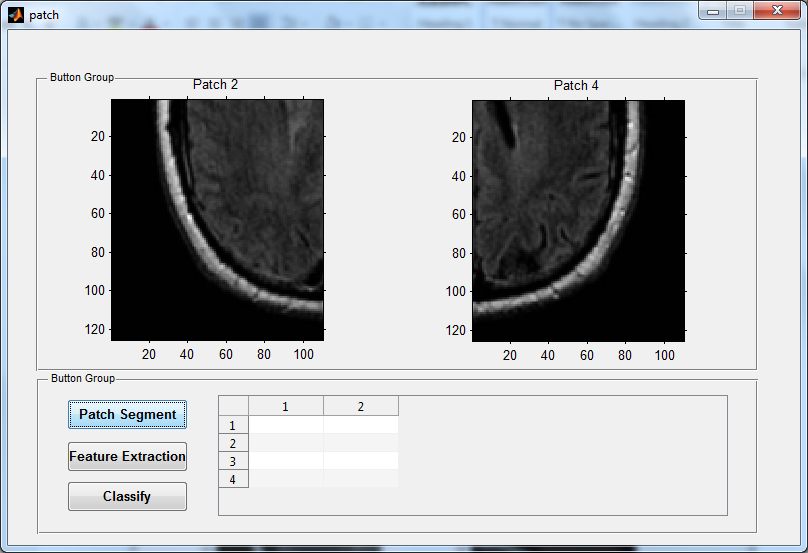 patch
Button Group
Patch 2
Patch 4
20
40
60
80
100
120
20 40 60 80 100
20
40
60
80
100
120
20 40 60 80 100
Button Group
Patch Segment
Feature Extraction
Classify
1 2
1
2
3
4